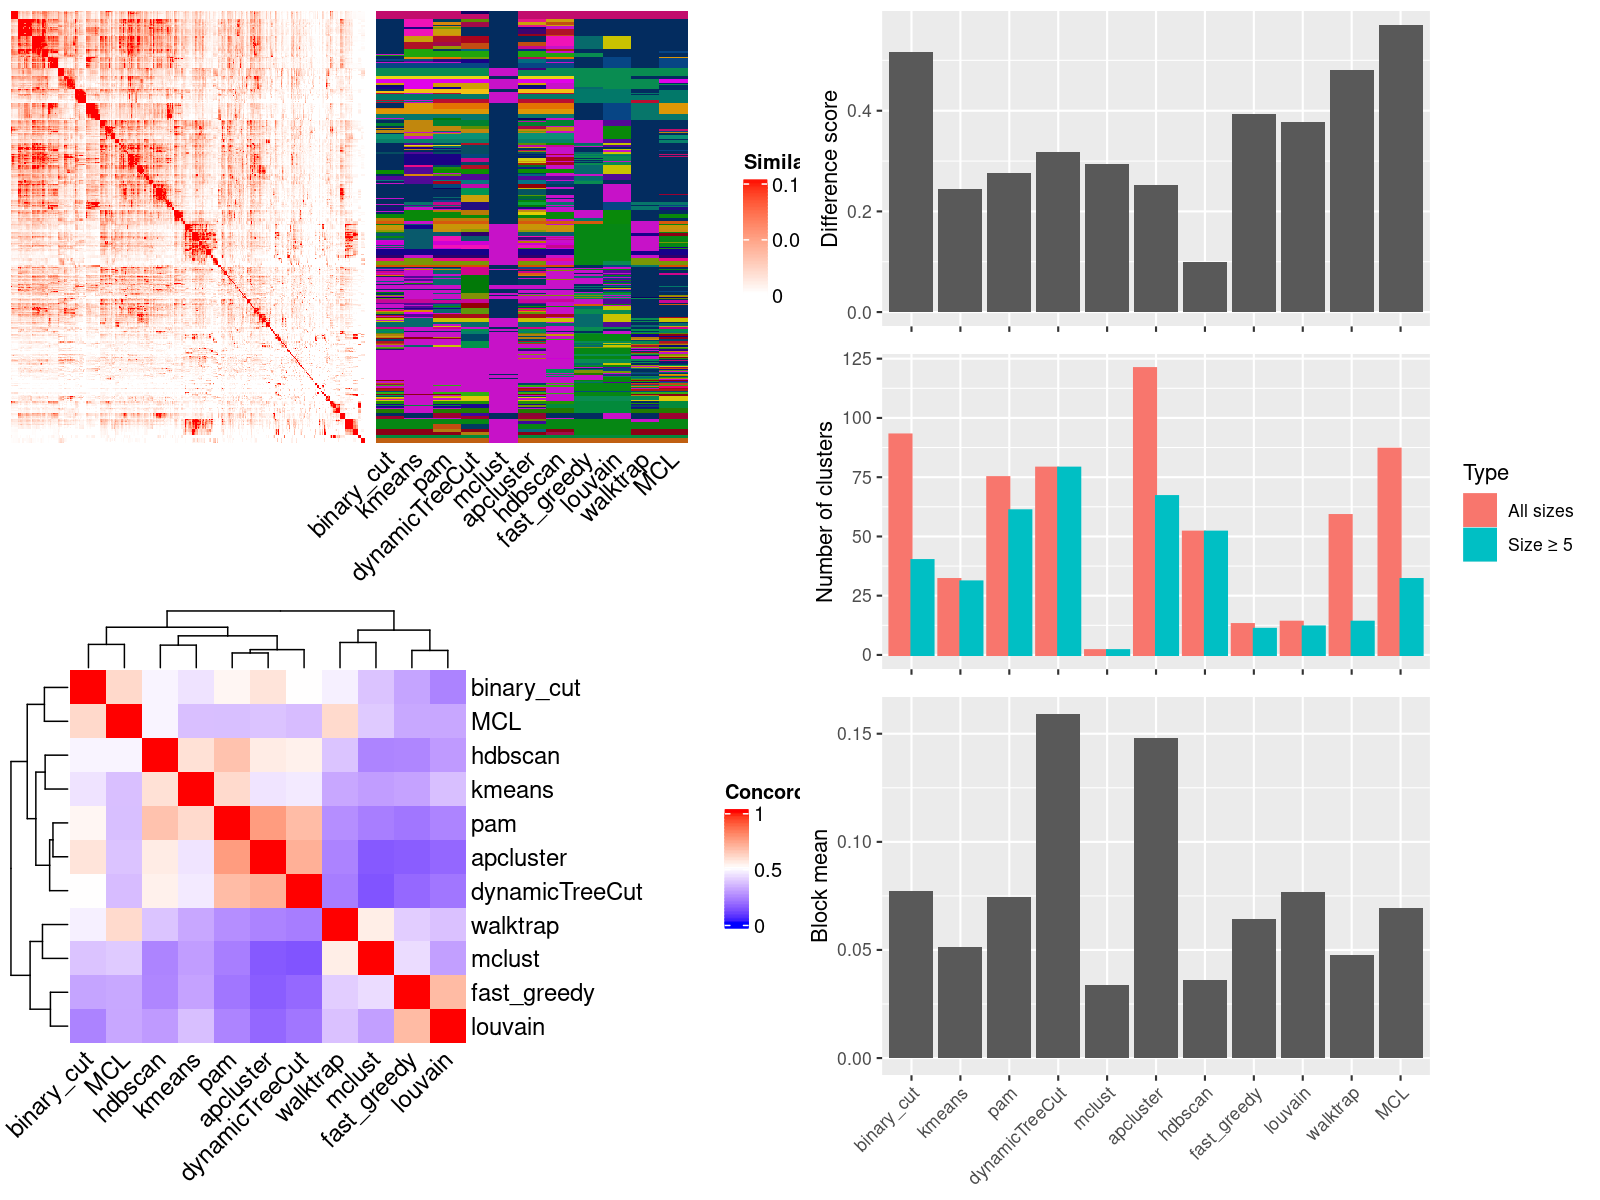 Simila
0.1
0.0
0
binary_cut
kmeans
pam
dynamicTreeCut
mclust
apcluster
hdbscan
fast_greedy
louvain
walktrap
MCL
binary_cut
MCL
hdbscan
kmeans
pam
apcluster
dynamicTreeCut
walktrap
mclust
fast_greedy
louvain
Concord
1
0.5
0
binary_cut
MCL
hdbscan
kmeans
pam
apcluster
dynamicTreeCut
walktrap
mclust
fast_greedy
louvain
Difference score
0.4
0.2
0.0
Number of clusters
125
100
75
50
25
0
Type
All sizes
Size ≥ 5
Block mean
0.15
0.10
0.05
0.00
binary_cut
kmeans
pam
dynamicTreeCut
mclust
apcluster
hdbscan
fast_greedy
louvain
walktrap
MCL